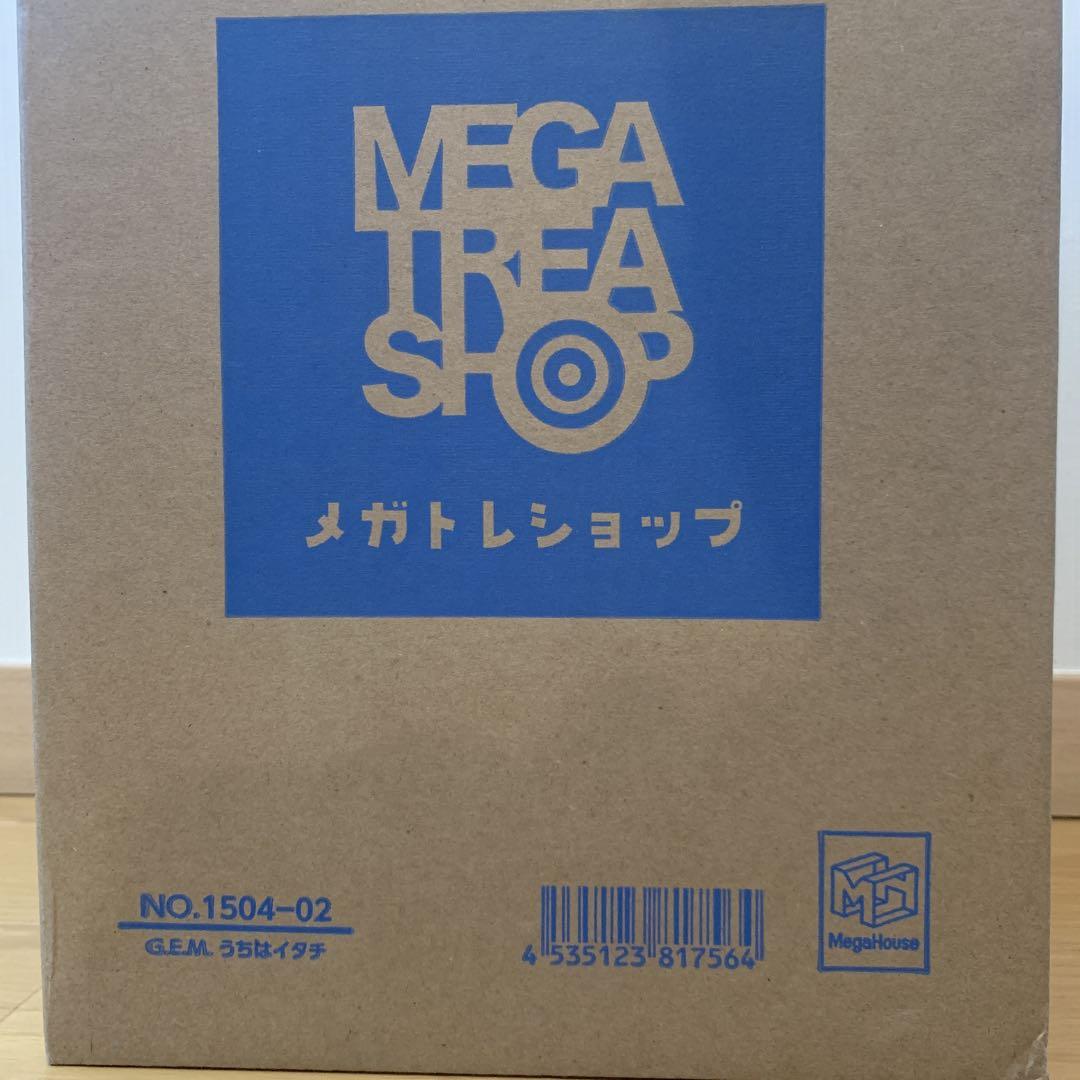 MEGA
TREA
SHOP
メガトレショップ
NO.1504-02
G.E.M. うちはイタチ
4 535123 817564
MegaHouse